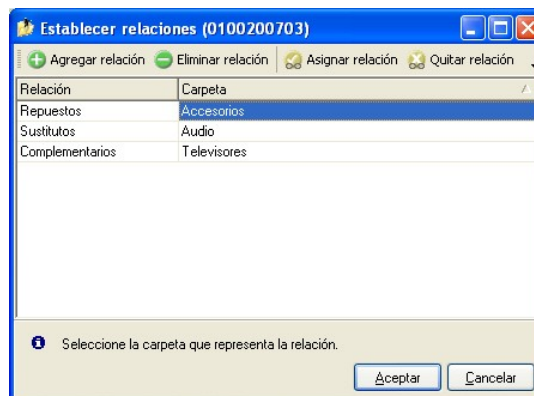 Establecer relaciones (0100200703)
Agregar relación Eliminar relación Asignar relación Quitar relación
Relación Carpeta
Repuestos Accesorios
Sustitutos Audio
Complementarios Televisores
Seleccione la carpeta que representa la relación.
Aceptar Cancelar